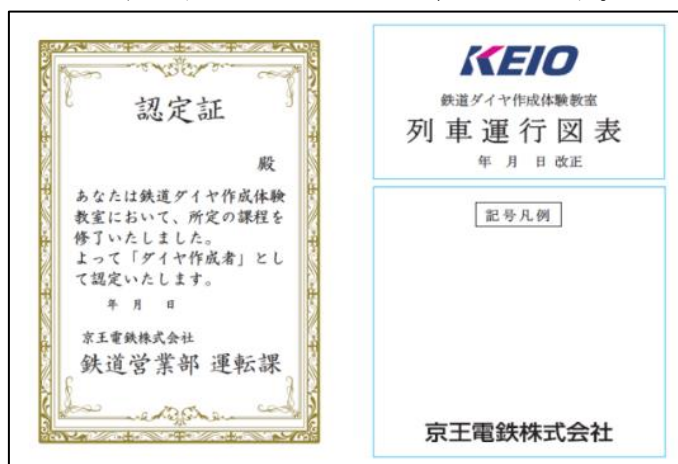 認定証
殿
あなたは鉄道ダイヤ作成体験
教室において、所定の課程を
修了いたしました。
よって「ダイヤ作成者」とし
て認定いたします。
年 月 日
京王電鉄株式会社
鉄道営業部 運転課
KEIO
鉄道ダイヤ作成体験教室
列車運行図表
年 月 日 改正
記号凡例
京王電鉄株式会社